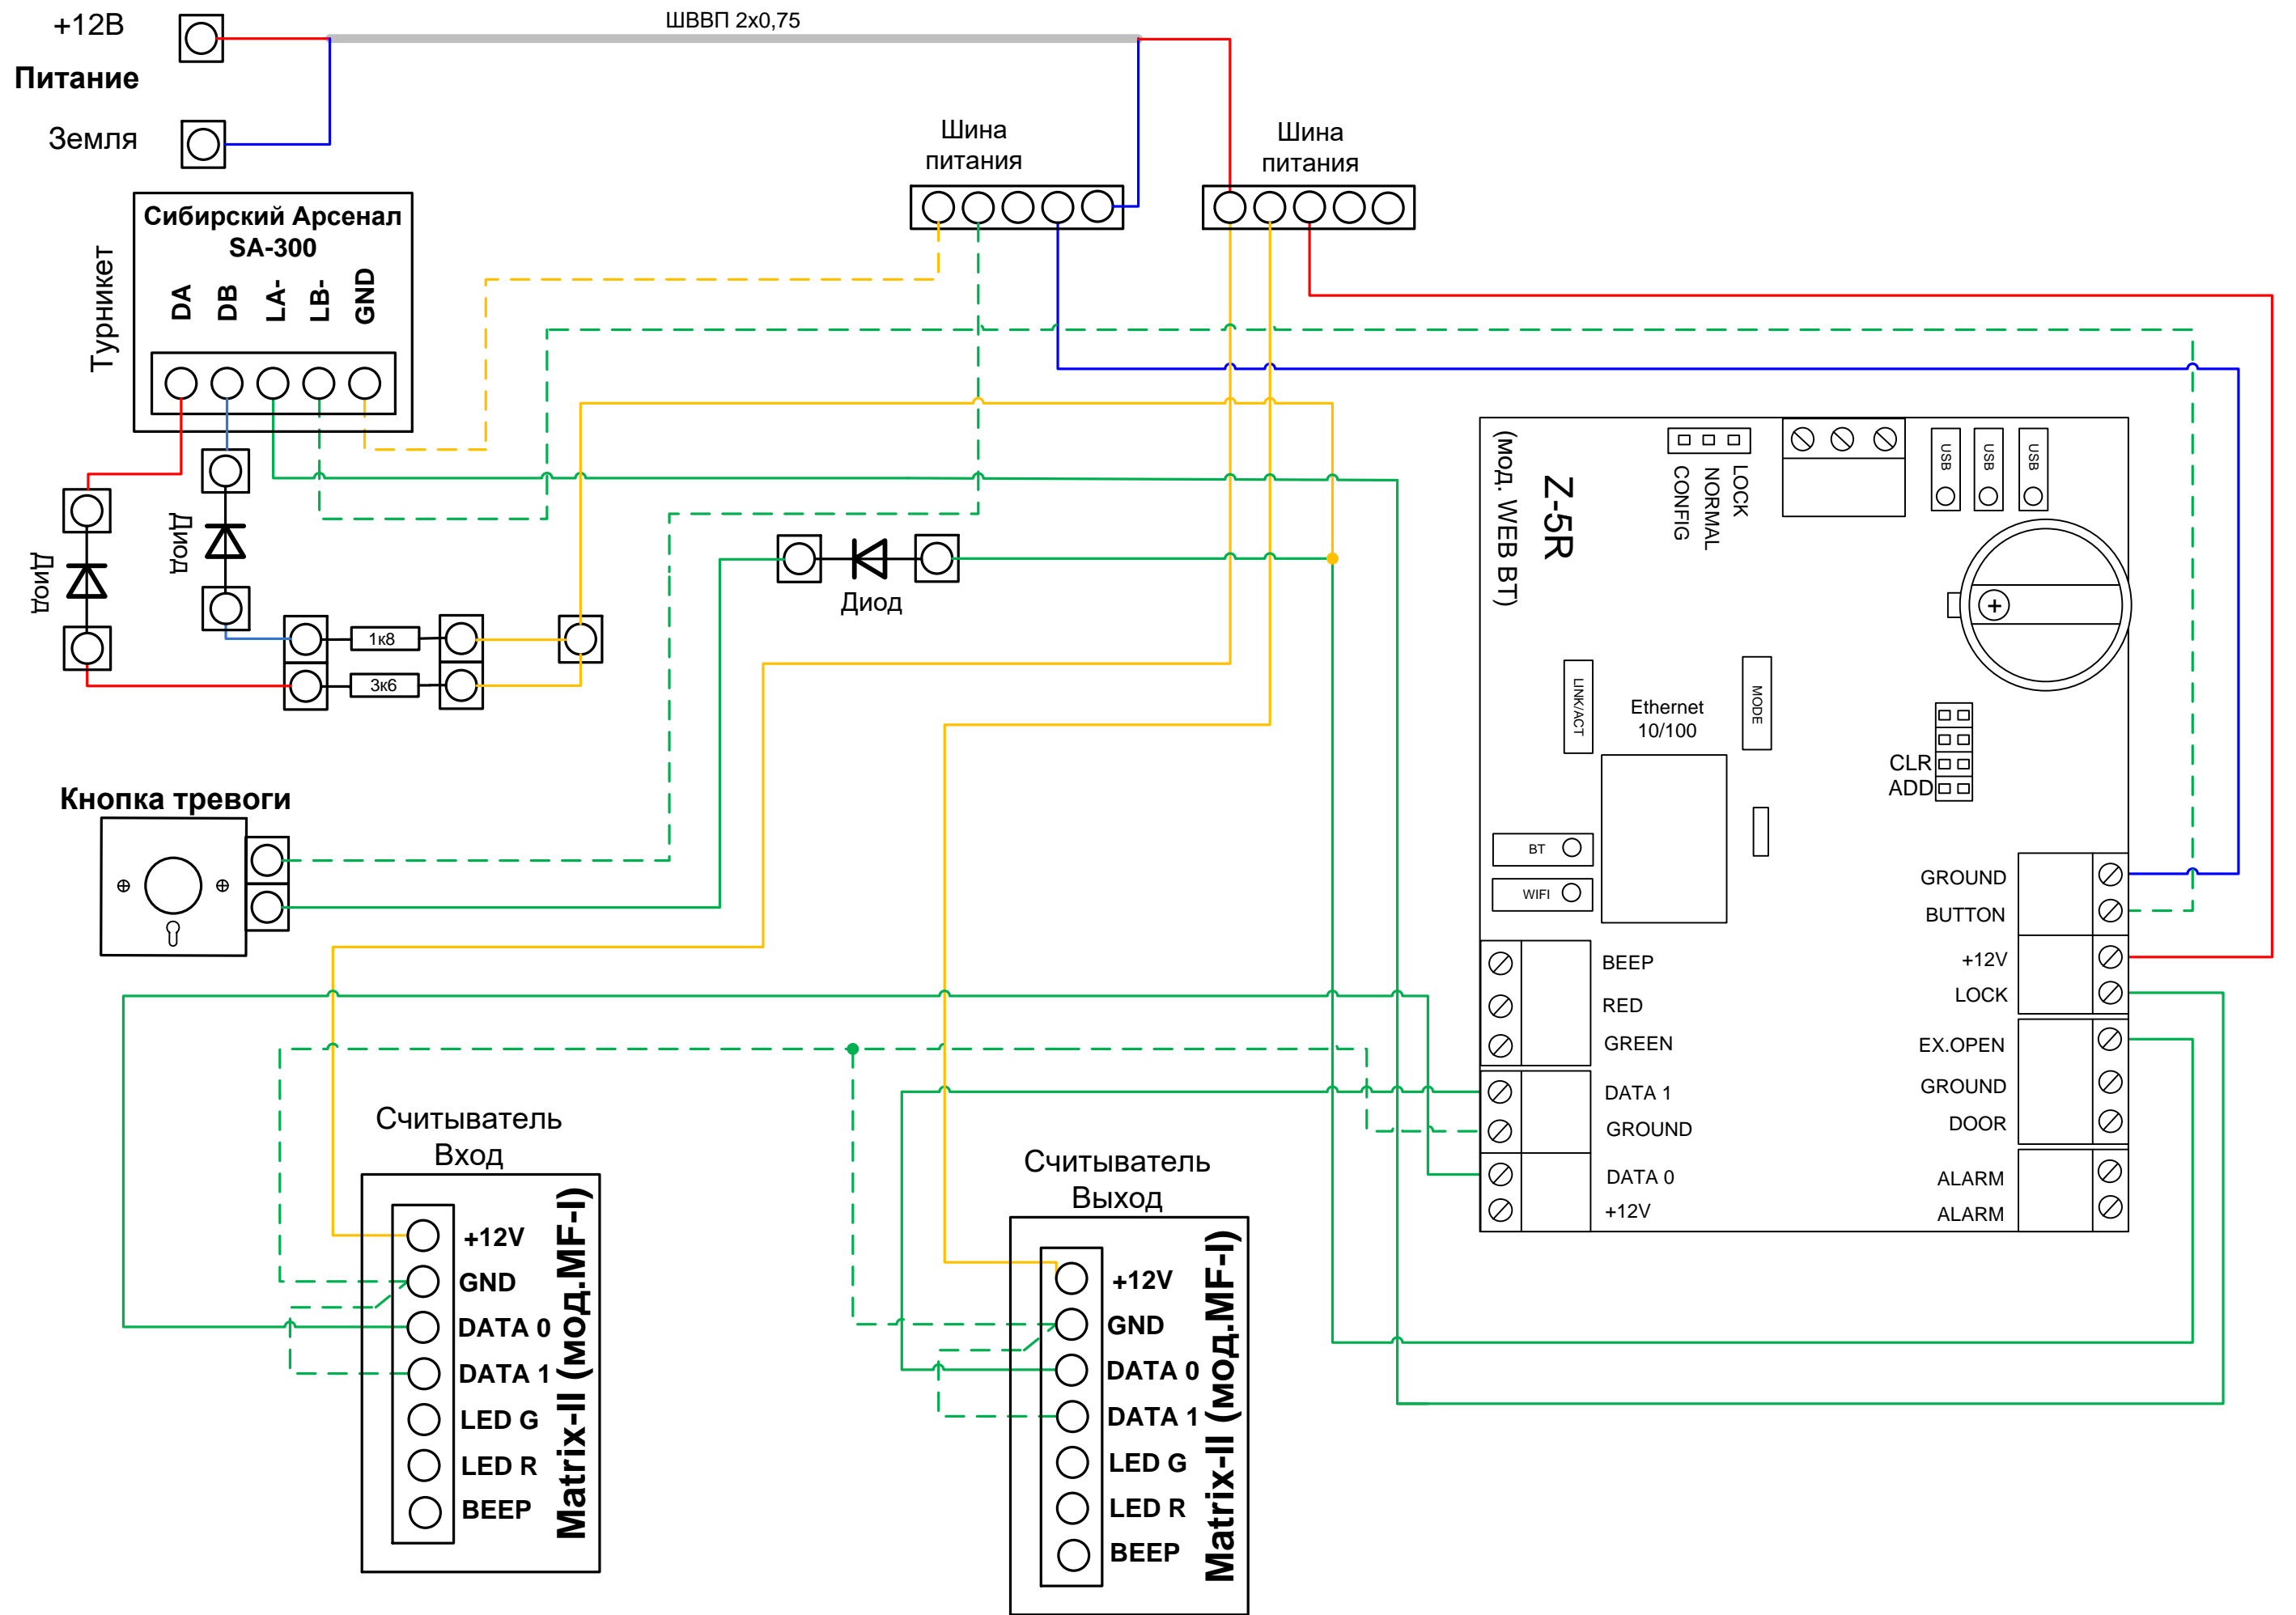 +12В
Питание
Земля
ШВВП 2x0,75
Шина
питания
Шина
питания
Турникет
Сибирский Арсенал
SA-300
DA
DB
LA-
LB-
GND
Диод
Диод
Диод
1к8
3к6
Кнопка тревоги
Z-5R
(мод. WEB BT)
CONFIG
NORMAL
LOCK
USB
USB
USB
LINK/ACT
Ethernet
10/100
MODE
CLR
ADD
BT
WIFI
BEEP
RED
GREEN
DATA 1
GROUND
DATA 0
+12V
GROUND
BUTTON
+12V
LOCK
EX.OPEN
GROUND
DOOR
ALARM
ALARM
Считыватель
Вход
+12V
GND
DATA 0
DATA 1
LED G
LED R
BEEP
Matrix-II (мод.MF-I)
Считыватель
Выход
+12V
GND
DATA 0
DATA 1
LED G
LED R
BEEP
Matrix-II (мод.MF-I)